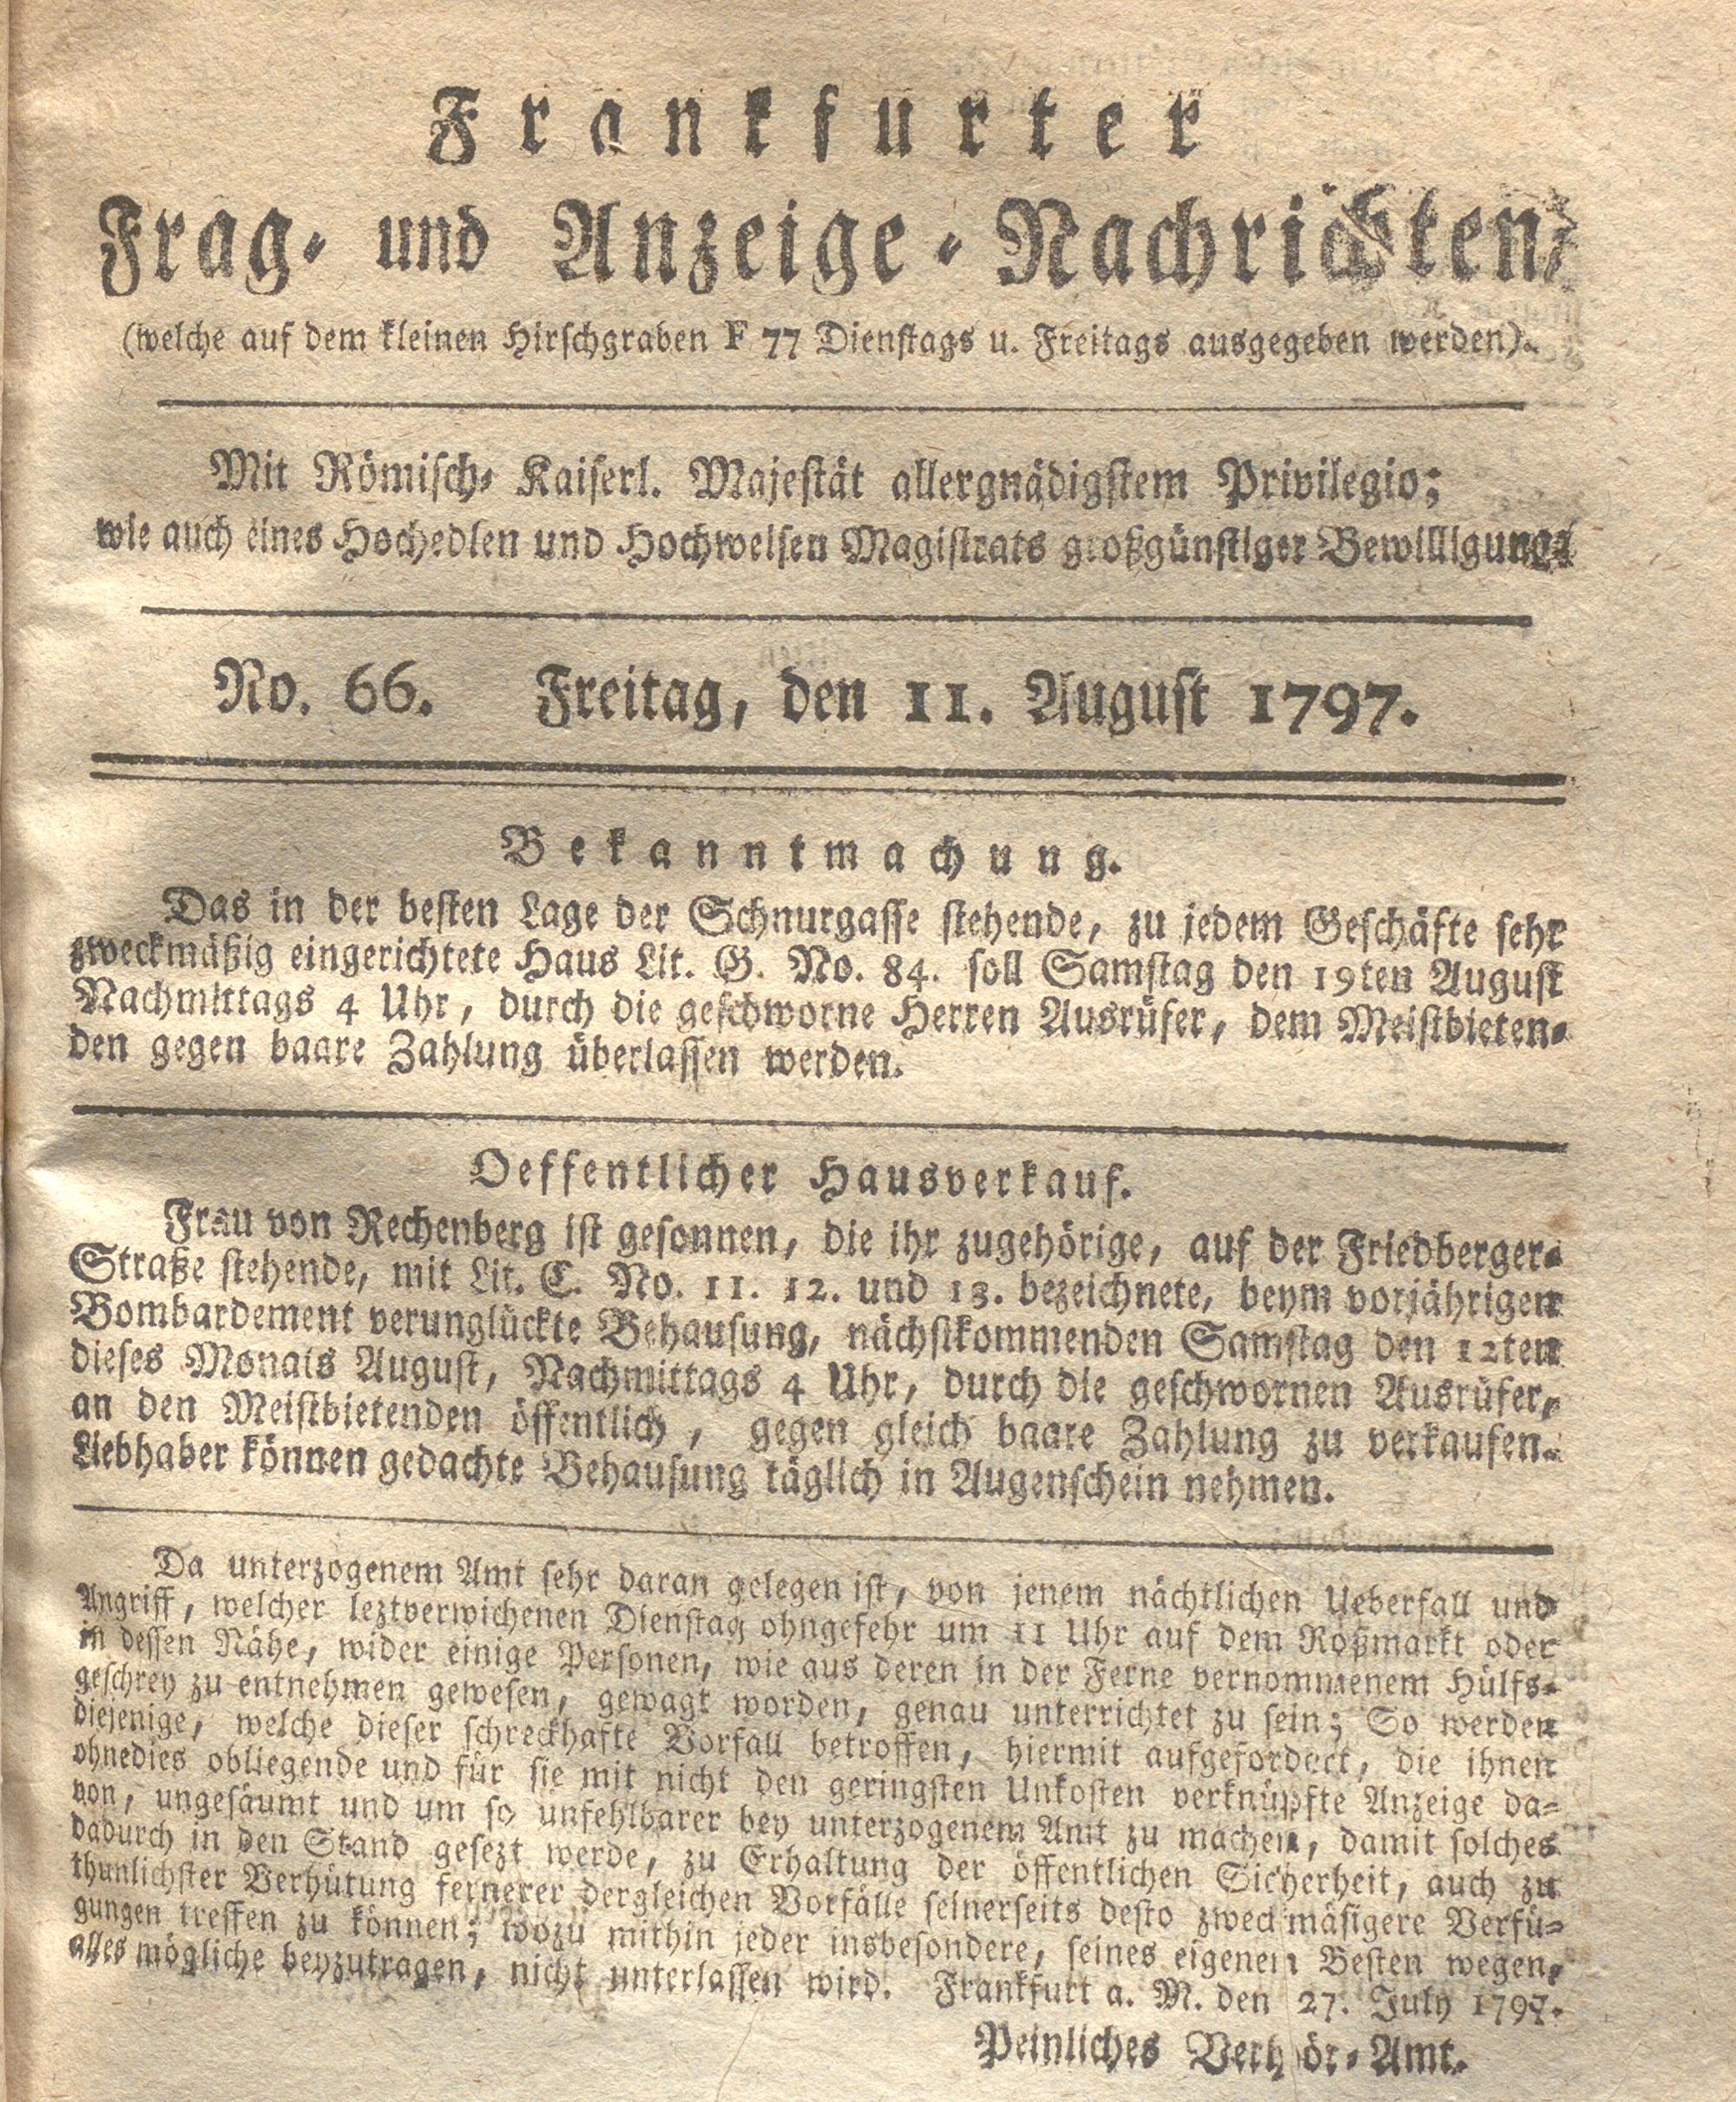 Frankfurter
Frag- und Anzeige-Nachrichten,
(welche auf dem kleinen Hirschgraben F 77 Dienstags u. Freitags ausgegeben werden).
Mit Römisch-Kaiserl. Majestät allergnädigstem Privilegio;
wie auch eines Hochedlen und Hochweisen Magistrats großgünstiger Bewilligung.
No. 66. Freitag, den 11. August 1797.
Bekanntmachung.
Das in der besten Lage der Schnurgasse stehende, zu jedem Geschäfte sehr
zweckmäßig eingerichtete Haus Lit. G. No. 84. soll Samstag den 19ten August
Nachmittags 4 Uhr, durch die geschworne Herren Ausrüfer, dem Meistbieten-
den gegen baare Zahlung überlassen werden.
Oeffentlicher Hausverkauf.
Frau von Rechenberg ist gesonnen, die ihr zugehörige, auf der Friedberger-
Straße stehende, mit Lit. C. No. 11. 12. und 13. bezeichnete, beym vorjährigen
Bombardement verunglückte Behausung, nächstkommenden Samstag den 12ten
dieses Monats August, Nachmittags 4 Uhr, durch die geschwornen Ausrüfer,
an den Meistbietenden öffentlich, gegen gleich baare Zahlung zu verkaufen.
Liebhaber können gedachte Behausung täglich in Augenschein nehmen.
Da unterzogenem Amt sehr daran gelegen ist, von jenem nächtlichen Ueberfall und
Angriff, welcher leztverwichenen Dienstag ohngefehr um 11 Uhr auf dem Roßmarkt oder
in dessen Nähe, wider einige Personen, wie aus deren in der Ferne vernommenem Hülfs-
geschrey zu entnehmen gewesen, gewagt worden, genau unterrichtet zu sein; So werden
diejenige, welche dieser schreckhafte Vorfall betroffen, hiermit aufgefordert, die ihnen
ohnedies obliegende und für sie mit nicht den geringsten Unkosten verknüpfte Anzeige da-
von, ungesäumt und um so unfehlbarer bey unterzogenem Amt zu machen, damit solches
dadurch in den Stand gesezt werde, zu Erhaltung der öffentlichen Sicherheit, auch zu
thunlichster Verhütung fernerer dergleichen Vorfälle seinerseits desto zweckmäsigere Verfü-
gungen treffen zu können; wozu mithin jeder insbesondere, seines eigenen Besten wegen,
alles mögliche beyzutragen, nicht unterlassen wird. Frankfurt a. M. den 27. July 1797.
Peinliches Verhör-Amt.